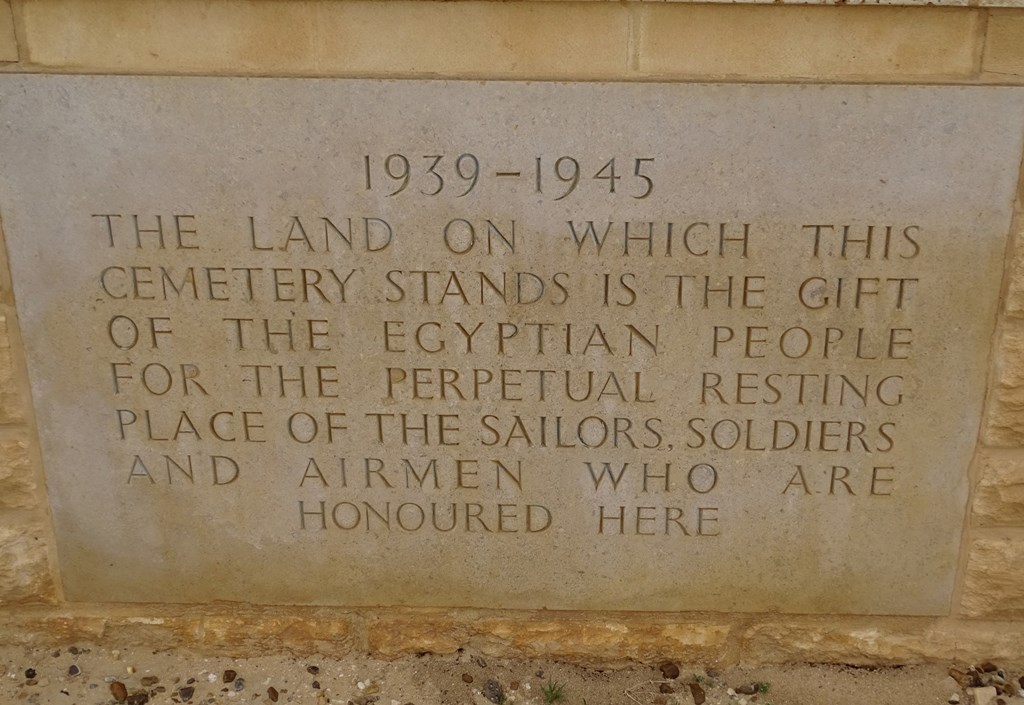 1939-1945
THE LAND ON WHICH THIS
CEMETERY STANDS IS THE GIFT
OF THE EGYPTIAN PEOPLE
FOR THE PERPETUAL RESTING
PLACE OF THE SAILORS, SOLDIERS
AND AIRMEN WHO ARE
HONOURED HERE